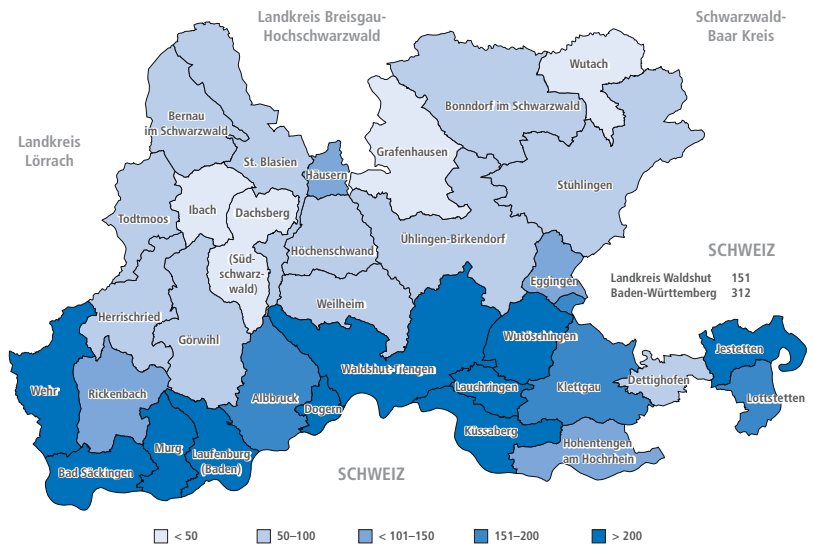 Landkreis Breisgau-
Hochschwarzwald
Schwarzwald-
Baar Kreis
Wutach
Bonndorf im Schwarzwald
Bernau
im Schwarzwald
Landkreis
Lörrach
Grafenhausen
St. Blasien
Häusern
Stühlingen
Ibach
Dachsberg
Todtmoos
Ühlingen-Birkendorf
Höchenschwand
SCHWEIZ
(Süd-
schwarz-
wald)
Eggingen
Landkreis Waldshut 151
Baden-Württemberg 312
Weilheim
Herrischried
Görwihl
Wutöschingen
Jestetten
Waldshut-Tiengen
Dettighofen
Wehr
Rickenbach
Albbruck
Lauchringen
Klettgau
Lottstetten
Dogern
Küssaberg
Murg
Laufenburg
(Baden)
Hohentengen
am Hochrhein
Bad Säckingen
SCHWEIZ
< 50
50–100
< 101–150
151–200
> 200